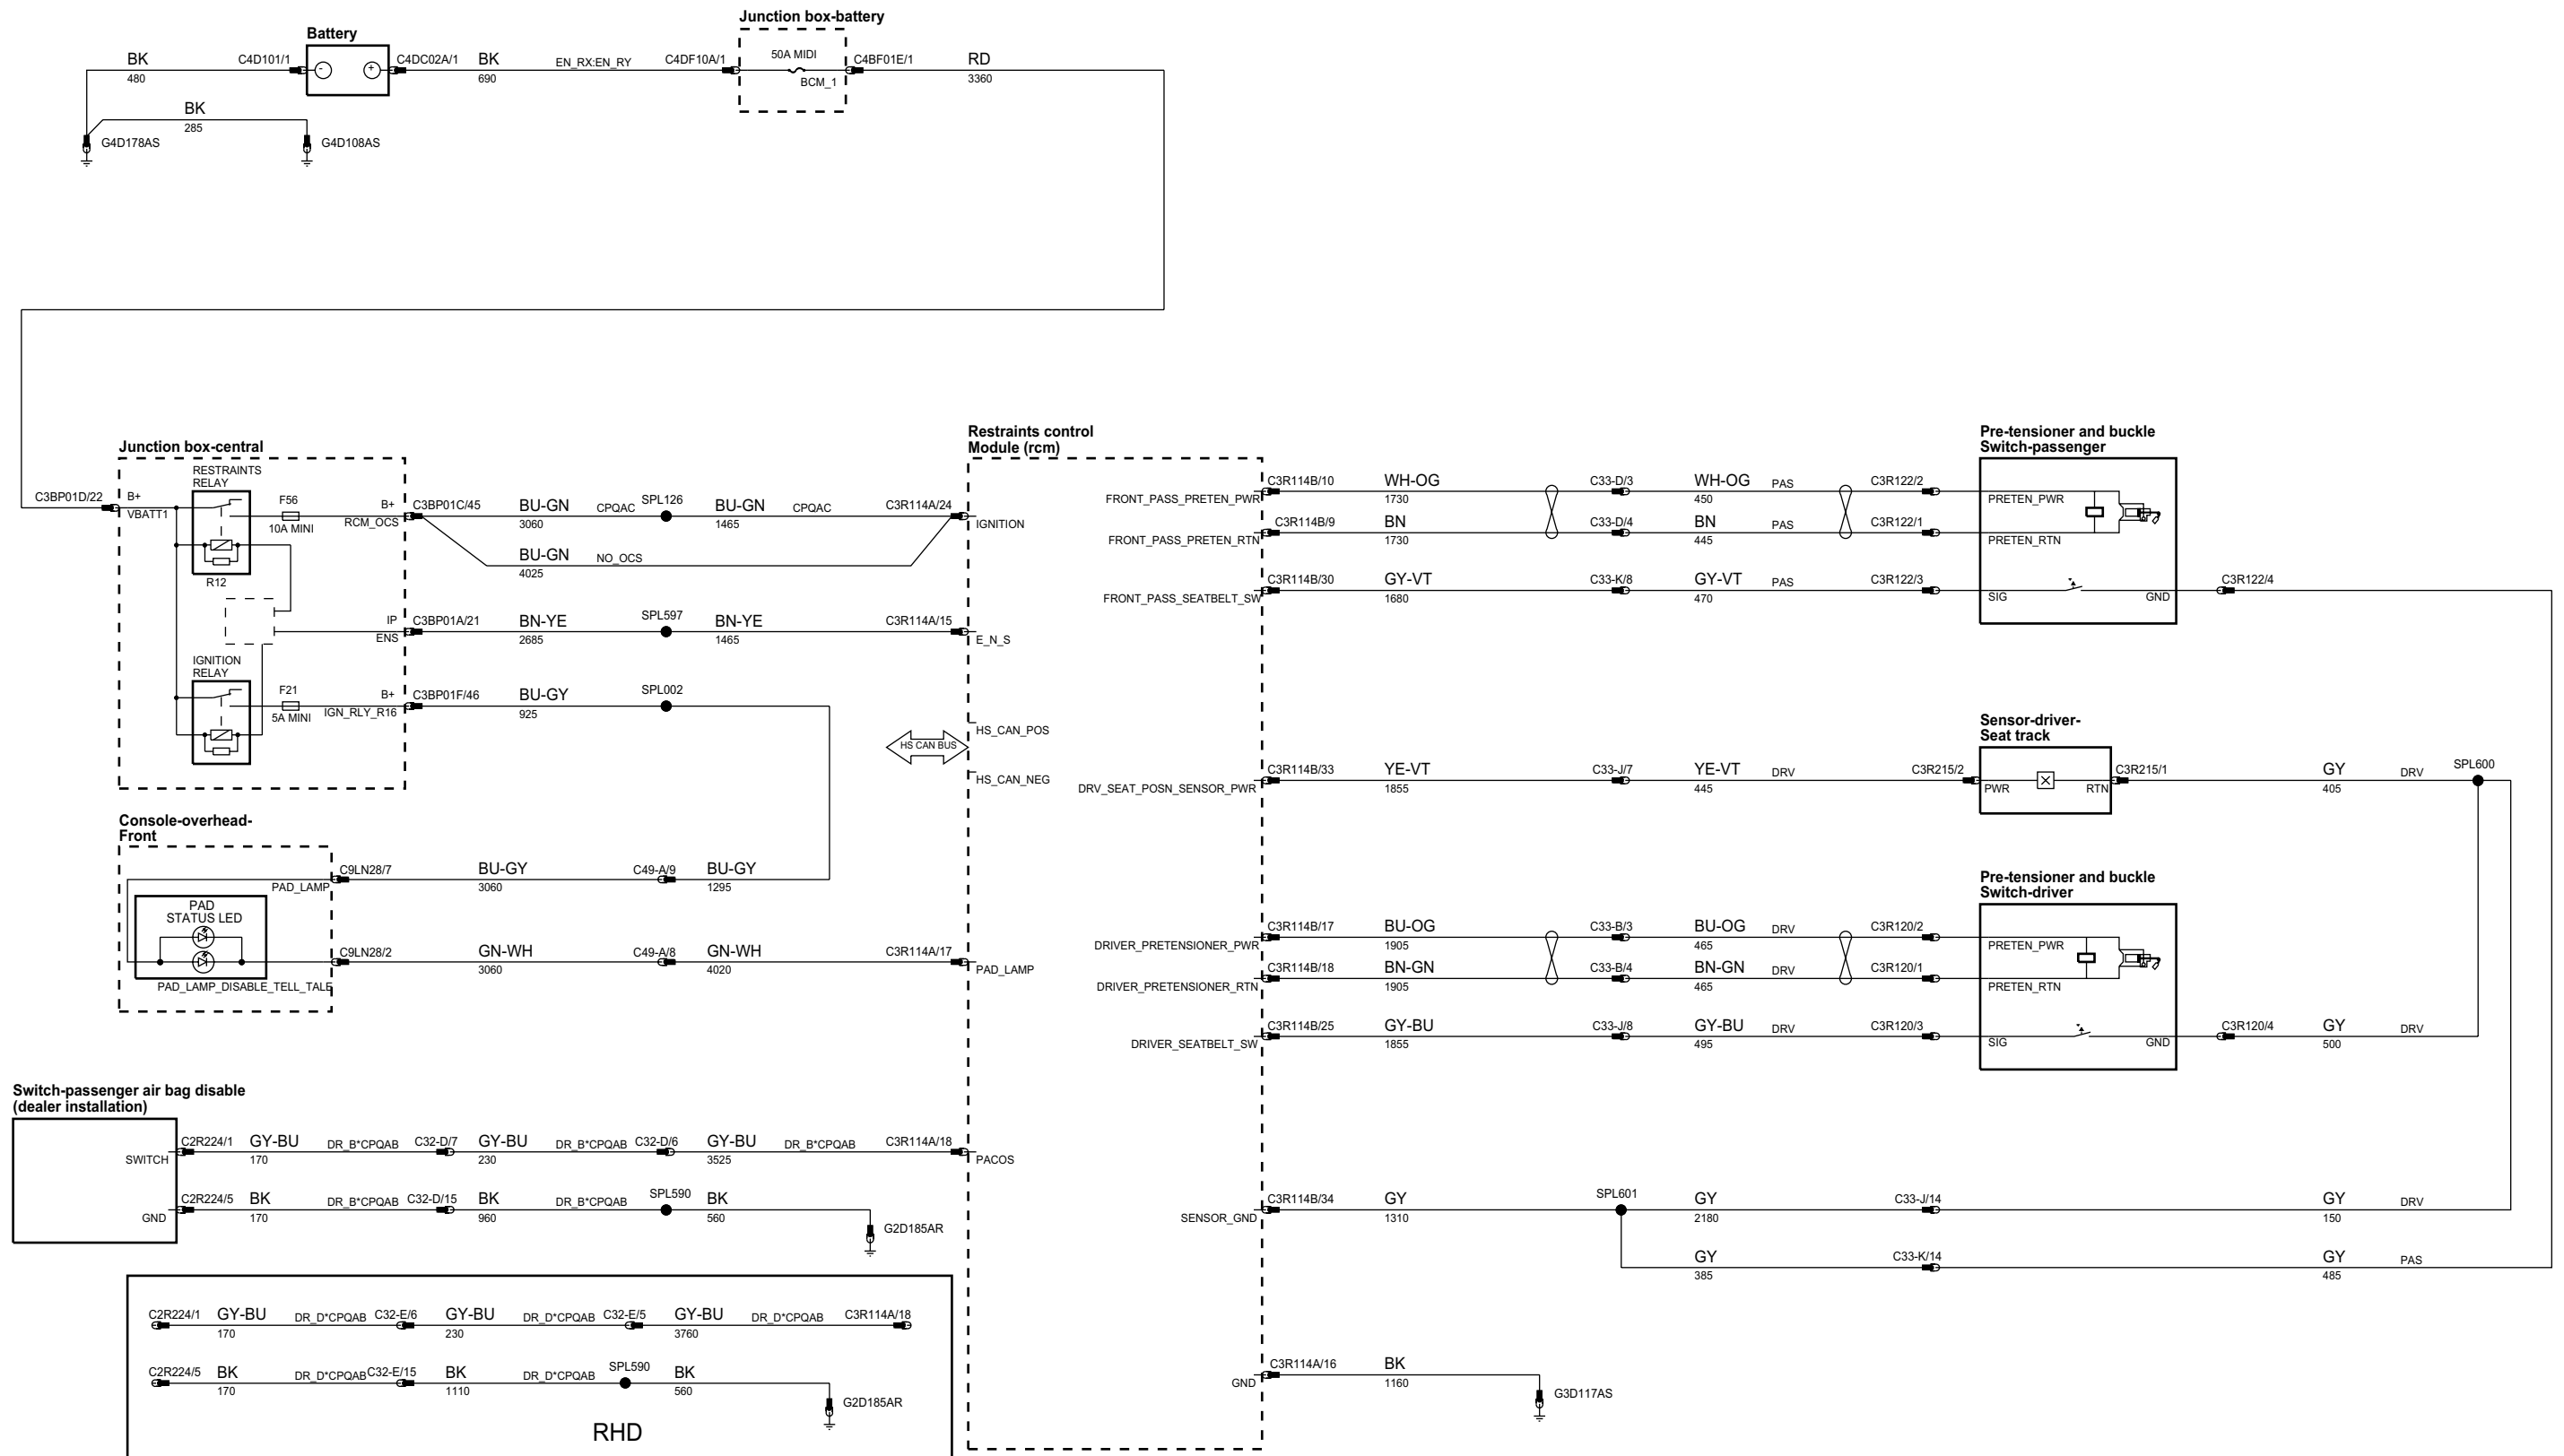 Junction box-battery
Battery
BK
480
C4D101/1
-
+
C4DC02A/1
BK
690
EN_RX:EN_RY
C4DF10A/1
50A MIDI
BCM_1
C4BF01E/1
RD
3360
BK
285
G4D178AS
G4D108AS
Junction box-central
C3BP01D/22
B+
VBATT1
RESTRAINTS
RELAY
R12
F56
10A MINI
B+
RCM_OCS
C3BP01C/45
BU-GN
3060
CPQAC
SPL126
BU-GN
1465
CPQAC
C3R114A/24
BU-GN
4025
NO_OCS
IP
ENS
C3BP01A/21
BN-YE
2685
SPL597
BN-YE
1465
C3R114A/15
IGNITION
RELAY
F21
5A MINI
B+
IGN_RLY_R16
C3BP01F/46
BU-GY
925
SPL002
Console-overhead-
Front
PAD_LAMP
C9LN28/7
BU-GY
3060
C49-A/9
BU-GY
1295
PAD
STATUS LED
PAD_LAMP_DISABLE_TELL_TALE
C9LN28/2
GN-WH
3060
C49-A/8
GN-WH
4020
C3R114A/17
Switch-passenger air bag disable
(dealer installation)
SWITCH
C2R224/1
GY-BU
170
DR_B*CPQAB
C32-D/7
GY-BU
230
DR_B*CPQAB
C32-D/6
GY-BU
3525
DR_B*CPQAB
C3R114A/18
GND
C2R224/5
BK
170
DR_B*CPQAB
C32-D/15
BK
960
DR_B*CPQAB
SPL590
BK
560
G2D185AR
C2R224/1
GY-BU
170
DR_D*CPQAB
C32-E/6
GY-BU
230
DR_D*CPQAB
C32-E/5
GY-BU
3760
DR_D*CPQAB
C3R114A/18
C2R224/5
BK
170
DR_D*CPQAB
C32-E/15
BK
1110
DR_D*CPQAB
SPL590
BK
560
G2D185AR
RHD
Restraints control
Module (rcm)
IGNITION
E_N_S
HS_CAN_POS
HS CAN BUS
HS_CAN_NEG
PAD_LAMP
PACOS
FRONT_PASS_PRETEN_PWR
C3R114B/10
WH-OG
1730
C33-D/3
WH-OG
450
PAS
C3R122/2
FRONT_PASS_PRETEN_RTN
C3R114B/9
BN
1730
C33-D/4
BN
445
PAS
C3R122/1
FRONT_PASS_SEATBELT_SW
C3R114B/30
GY-VT
1680
C33-K/8
GY-VT
470
PAS
C3R122/3
Pre-tensioner and buckle
Switch-passenger
PRETEN_PWR
PRETEN_RTN
SIG
GND
C3R122/4
DRV_SEAT_POSN_SENSOR_PWR
C3R114B/33
YE-VT
1855
C33-J/7
YE-VT
445
DRV
C3R215/2
Sensor-driver-
Seat track
PWR
RTN
C3R215/1
GY
405
DRV
SPL600
DRIVER_PRETENSIONER_PWR
C3R114B/17
BU-OG
1905
C33-B/3
BU-OG
465
DRV
C3R120/2
DRIVER_PRETENSIONER_RTN
C3R114B/18
BN-GN
1905
C33-B/4
BN-GN
465
DRV
C3R120/1
DRIVER_SEATBELT_SW
C3R114B/25
GY-BU
1855
C33-J/8
GY-BU
495
DRV
C3R120/3
Pre-tensioner and buckle
Switch-driver
PRETEN_PWR
PRETEN_RTN
SIG
GND
C3R120/4
GY
500
DRV
SENSOR_GND
C3R114B/34
GY
1310
SPL601
GY
2180
C33-J/14
GY
150
DRV
GY
385
C33-K/14
GY
485
PAS
GND
C3R114A/16
BK
1160
G3D117AS